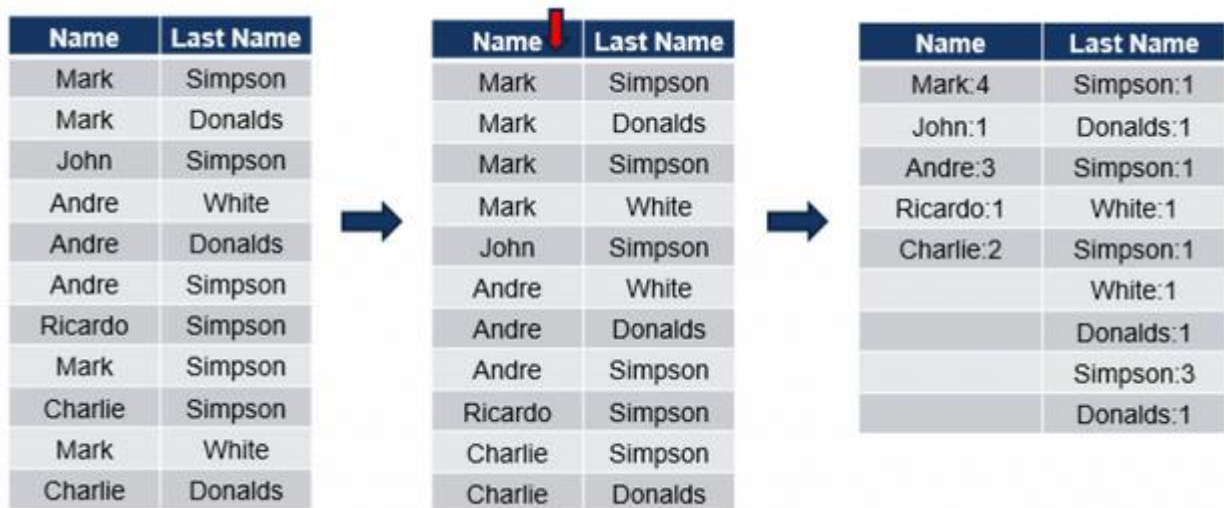 Name Last Name
Mark Simpson
Mark Donalds
John Simpson
Andre White
Andre Donalds
Andre Simpson
Ricardo Simpson
Mark Simpson
Charlie Simpson
Mark White
Charlie Donalds
Name Last Name
Mark Simpson
Mark Donalds
Mark Simpson
Mark White
John Simpson
Andre White
Andre Donalds
Andre Simpson
Ricardo Simpson
Charlie Simpson
Charlie Donalds
Name Last Name
Mark:4 Simpson:1
John:1 Donalds:1
Andre:3 Simpson:1
Ricardo:1 White:1
Charlie:2 Simpson:1
White:1
Donalds:1
Simpson:3
Donalds:1